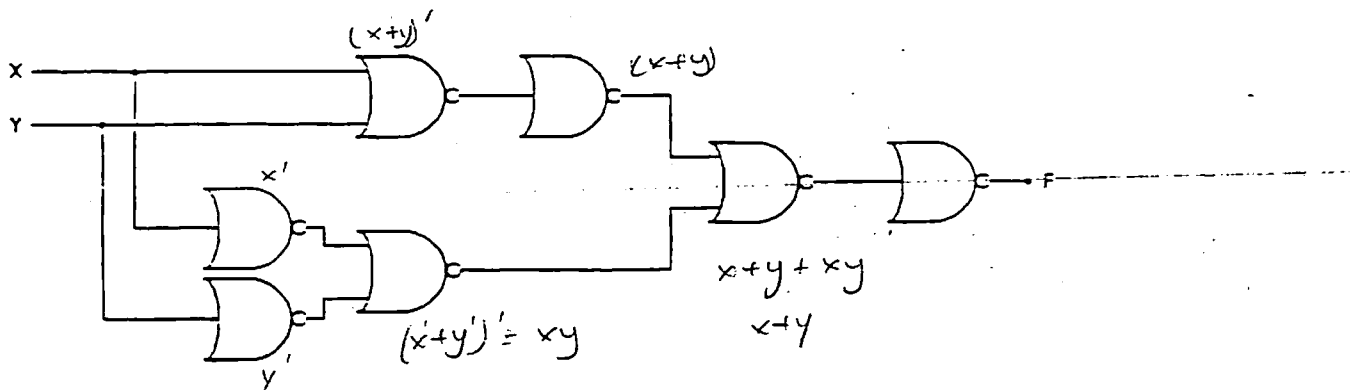 (x+y)'
(x+y)
X
Y
x'
F
x+y+xy
x+y
(x'+y')' = xy
y'